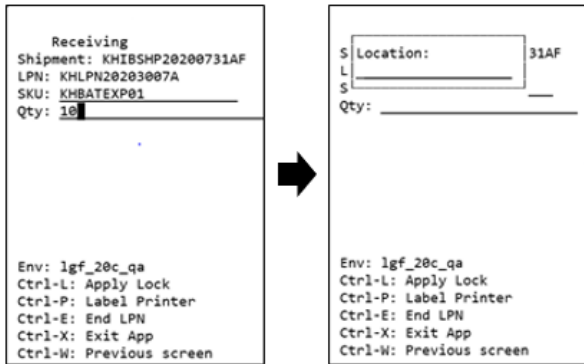 Receiving
Shipment: KHIBSHP20200731AF
LPN: KHLPN20203007A
SKU: KHBATEXP01
Qty: 10
Env: lgf_20c_qa
Ctrl-L: Apply Lock
Ctrl-P: Label Printer
Ctrl-E: End LPN
Ctrl-X: Exit App
Ctrl-W: Previous screen
S Location: 31AF
L
S
Qty:
Env: lgf_20c_qa
Ctrl-L: Apply Lock
Ctrl-P: Label Printer
Ctrl-E: End LPN
Ctrl-X: Exit App
Ctrl-W: Previous screen